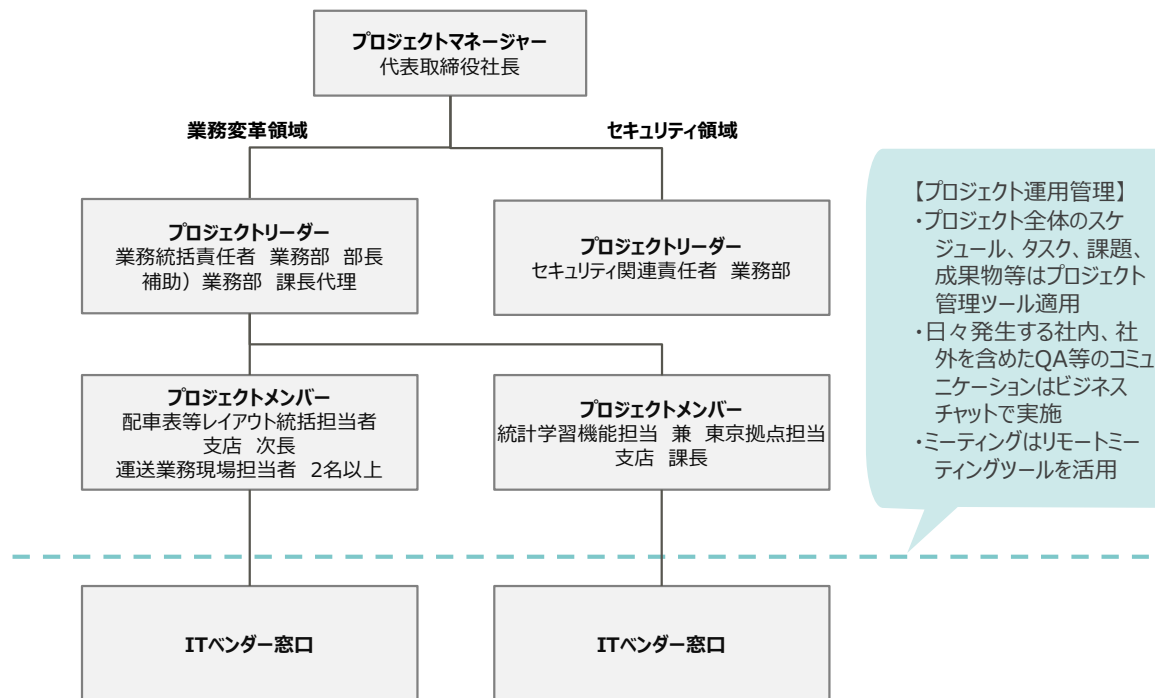 プロジェクトマネージャー
代表取締役社長
業務変革領域
セキュリティ領域
プロジェクトリーダー
業務統括責任者　業務部　部長
補助）業務部　課長代理
プロジェクトリーダー
セキュリティ関連責任者　業務部
プロジェクトメンバー
配車表等レイアウト統括担当者
支店　次長
運送業務現場担当者　2名以上
プロジェクトメンバー
統計学習機能担当　兼　東京拠点担当
支店　課長
ITベンダー窓口
ITベンダー窓口
【プロジェクト運用管理】
・プロジェクト全体のスケ
ジュール、タスク、課題、
成果物等はプロジェクト
管理ツール適用
・日々発生する社内、社
外を含めたQA等のコミュ
ニケーションはビジネス
チャットで実施
・ミーティングはリモートミー
ティングツールを活用